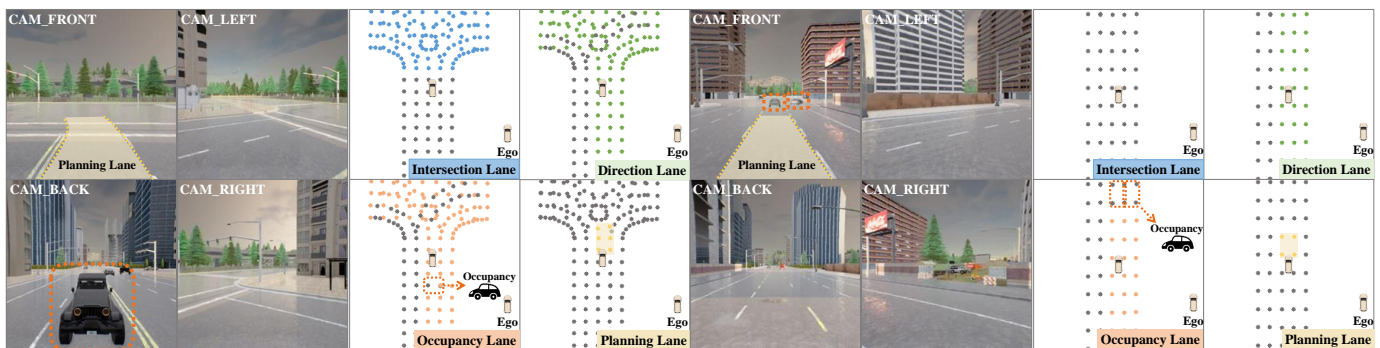 CAM_FRONT
CAM_LEFT
Planning Lane
Ego
Intersection Lane
Ego
Direction Lane
CAM_FRONT
CAM_LEFT
Planning Lane
Ego
Intersection Lane
Ego
Direction Lane
CAM_BACK
CAM_RIGHT
Occupancy
Ego
Occupancy Lane
Ego
Planning Lane
CAM_BACK
CAM_RIGHT
Occupancy
Ego
Occupancy Lane
Ego
Planning Lane